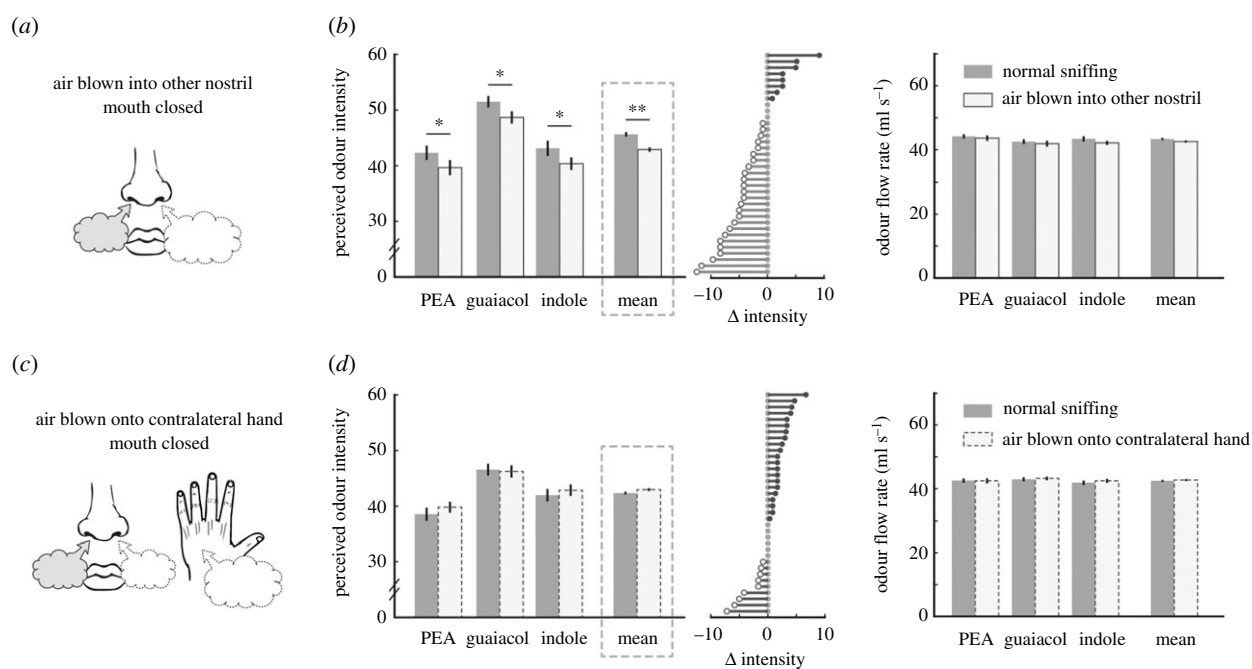 (a)
air blown into other nostril
mouth closed
(b)
perceived odour intensity
60
50
40
30
0
*
*
*
**
PEA guaiacol indole mean
–10 0 10
Δ intensity
odour flow rate (ml s⁻¹)
60
40
20
0
normal sniffing
air blown into other nostril
PEA guaiacol indole mean
(c)
air blown onto contralateral hand
mouth closed
(d)
perceived odour intensity
60
50
40
30
0
PEA guaiacol indole mean
–10 0 10
Δ intensity
odour flow rate (ml s⁻¹)
60
40
20
0
normal sniffing
air blown onto contralateral hand
PEA guaiacol indole mean